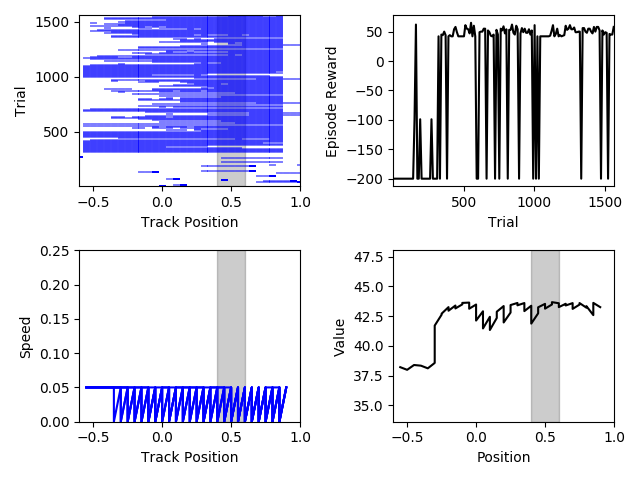 1500
1000
500
Trial
−0.5 0.0 0.5 1.0
Track Position
50
0
−50
−100
−150
−200
Episode Reward
500 1000 1500
Trial
0.25
0.20
0.15
0.10
0.05
0.00
Speed
−0.5 0.0 0.5 1.0
Track Position
47.5
45.0
42.5
40.0
37.5
35.0
Value
−0.5 0.0 0.5 1.0
Position